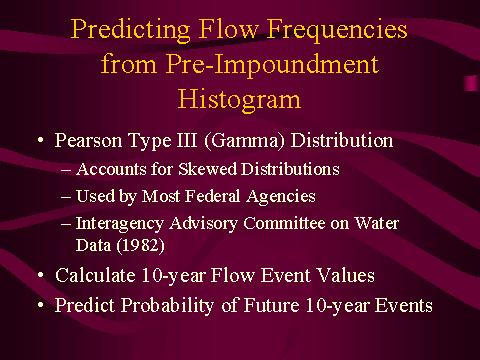 Predicting Flow Frequencies
from Pre-Impoundment
Histogram
• Pearson Type III (Gamma) Distribution
– Accounts for Skewed Distributions
– Used by Most Federal Agencies
– Interagency Advisory Committee on Water
Data (1982)
• Calculate 10-year Flow Event Values
• Predict Probability of Future 10-year Events